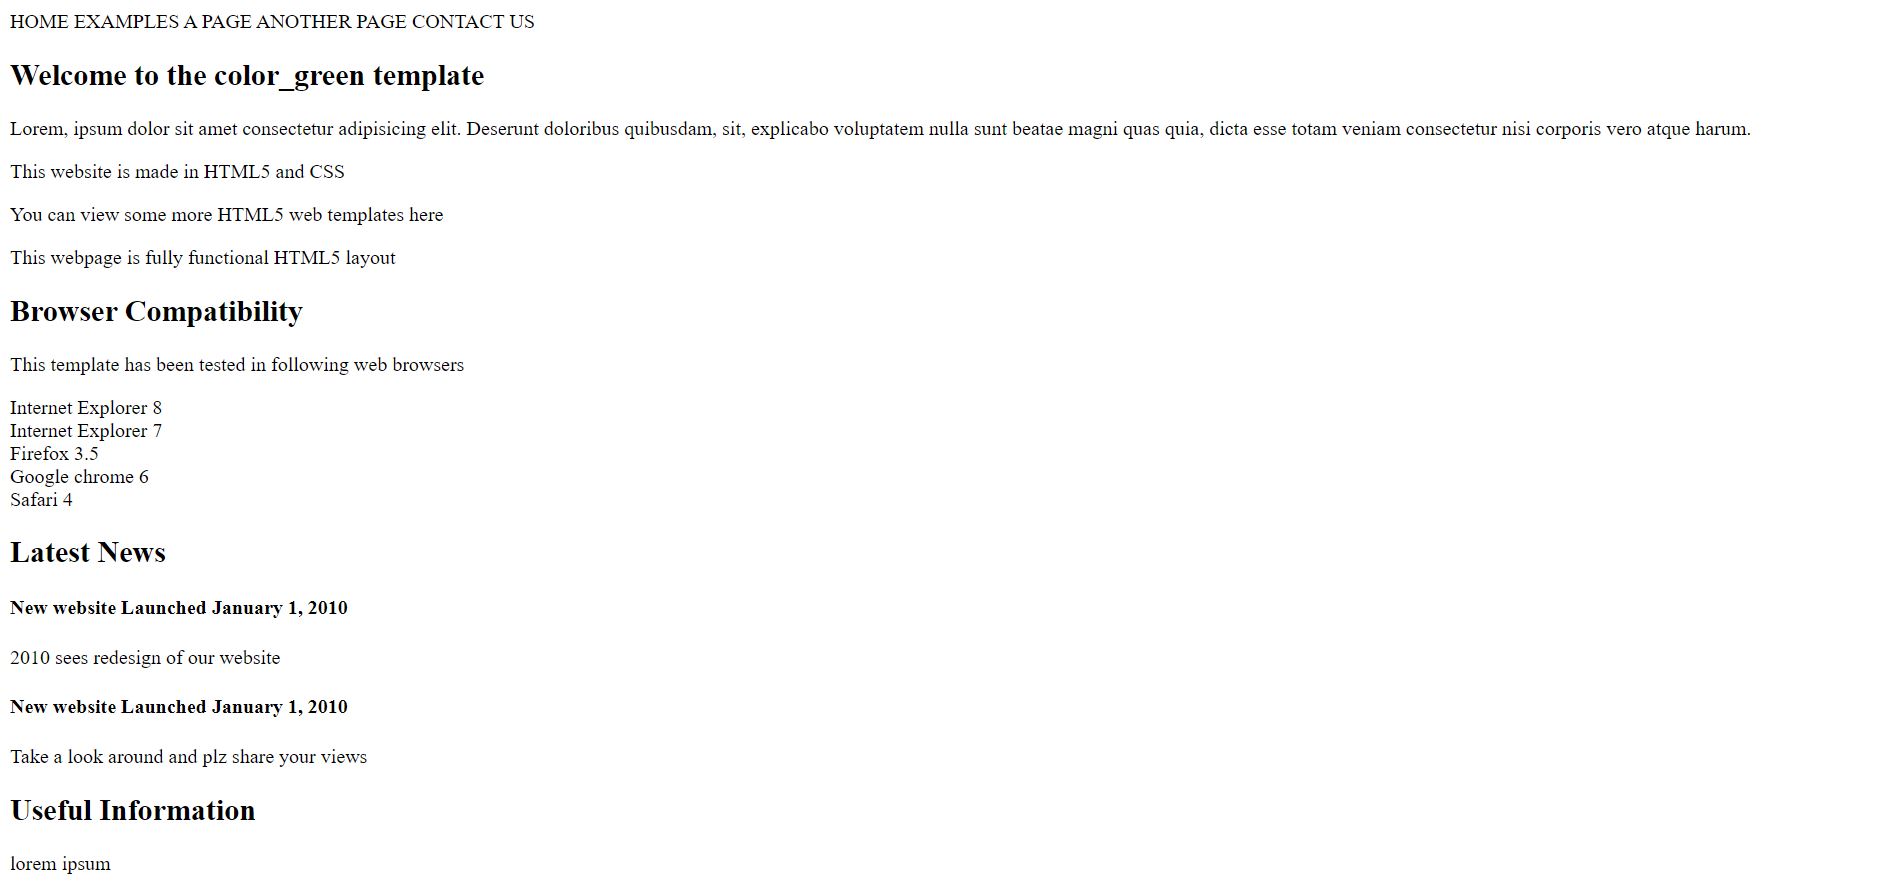 HOME EXAMPLES A PAGE ANOTHER PAGE CONTACT US
Welcome to the color_green template
Lorem, ipsum dolor sit amet consectetur adipisicing elit. Deserunt doloribus quibusdam, sit, explicabo voluptatem nulla sunt beatae magni quas quia, dicta esse totam veniam consectetur nisi corporis vero atque harum.
This website is made in HTML5 and CSS
You can view some more HTML5 web templates here
This webpage is fully functional HTML5 layout
Browser Compatibility
This template has been tested in following web browsers
Internet Explorer 8
Internet Explorer 7
Firefox 3.5
Google chrome 6
Safari 4
Latest News
New website Launched January 1, 2010
2010 sees redesign of our website
New website Launched January 1, 2010
Take a look around and plz share your views
Useful Information
lorem ipsum